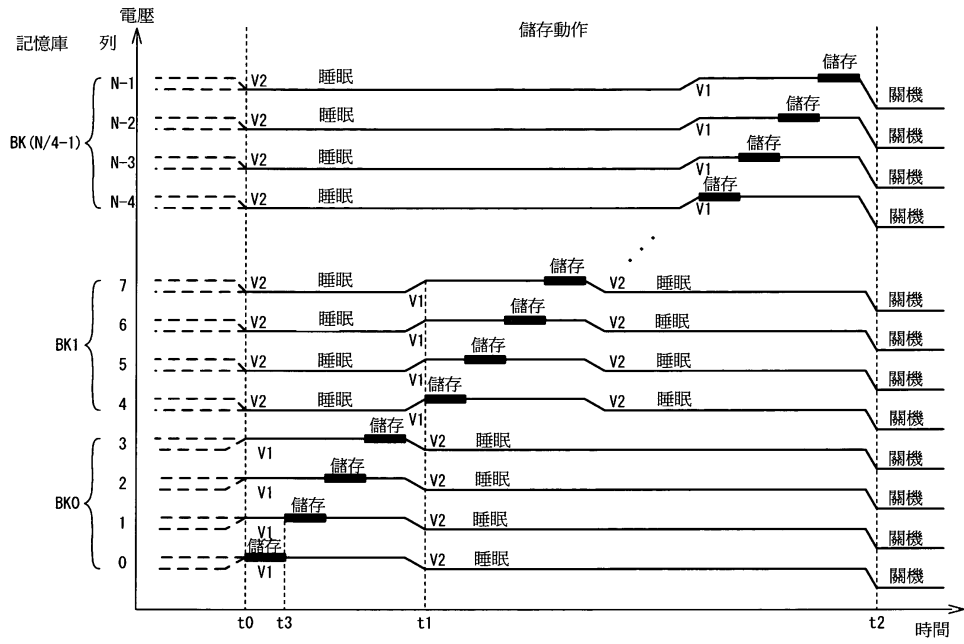 電壓
儲存動作
記憶庫 列
BK(N/4-1)
N-1 V2 睡眠 V1 儲存 關機
N-2 V2 睡眠 V1 儲存 關機
N-3 V2 睡眠 V1 儲存 關機
N-4 V2 睡眠 V1 儲存 關機
BK1
7 V2 睡眠 V1 儲存 V2 睡眠 關機
6 V2 睡眠 V1 儲存 V2 睡眠 關機
5 V2 睡眠 V1 儲存 V2 睡眠 關機
4 V2 睡眠 V1 儲存 V2 睡眠 關機
BK0
3 V1 儲存 V2 睡眠 關機
2 V1 儲存 V2 睡眠 關機
1 V1 儲存 V2 睡眠 關機
0 儲存 V1 V2 睡眠 關機
t0 t3 t1 t2
時間